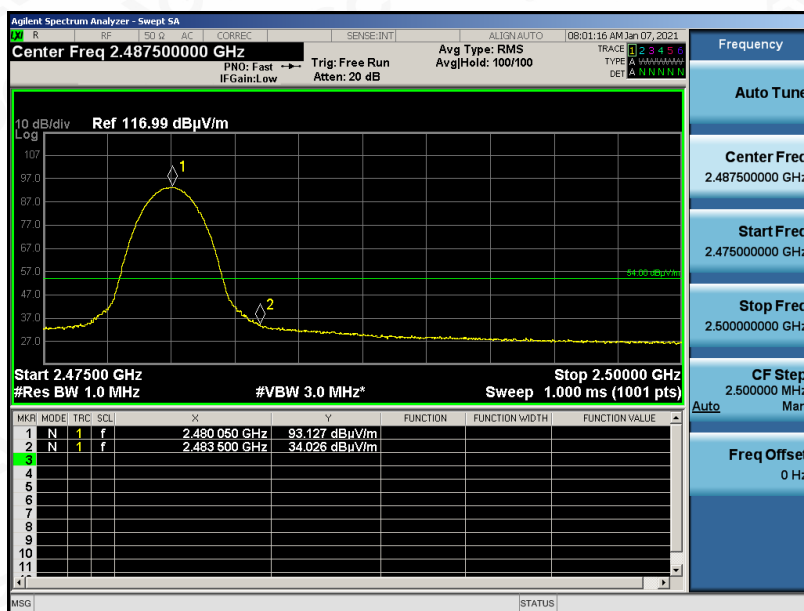 Agilent Spectrum Analyzer - Swept SA
LXI R RF 50 Ω AC CORREC SENSE:INT ALIGN AUTO 08:01:16 AM Jan 07, 2021
Center Freq 2.487500000 GHz
PNO: Fast
IFGain:Low
Trig: Free Run
Atten: 20 dB
Avg Type: RMS
Avg|Hold: 100/100
TRACE 1 2 3 4 5 6
TYPE A WWWWW
DET A N N N N N
10 dB/div Ref 116.99 dBµV/m
Log
107
97.0
87.0
77.0
67.0
57.0
47.0
37.0
27.0
1
2
54.00 dBµV/m
Start 2.47500 GHz Stop 2.50000 GHz
#Res BW 1.0 MHz #VBW 3.0 MHz* Sweep 1.000 ms (1001 pts)
MKR MODE TRC SCL X Y FUNCTION FUNCTION WIDTH FUNCTION VALUE
1 N 1 f 2.480 050 GHz 93.127 dBµV/m
2 N 1 f 2.483 500 GHz 34.026 dBµV/m
3
4
5
6
7
8
9
10
11
MSG STATUS
Frequency
Auto Tune
Center Freq
2.487500000 GHz
Start Freq
2.475000000 GHz
Stop Freq
2.500000000 GHz
CF Step
2.500000 MHz
Auto Man
Freq Offset
0 Hz